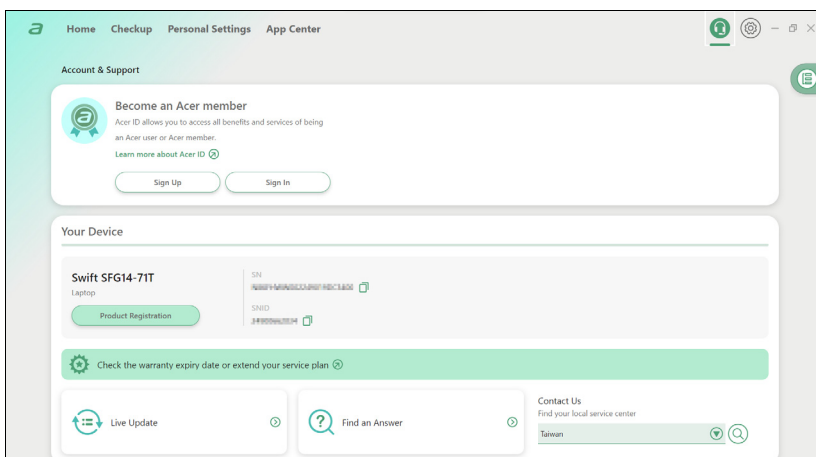 Home Checkup Personal Settings App Center
Account & Support
Become an Acer member
Acer ID allows you to access all benefits and services of being
an Acer user or Acer member.
Learn more about Acer ID
Sign Up Sign In
Your Device
Swift SFG14-71T
Laptop
Product Registration
SN
SNID
Check the warranty expiry date or extend your service plan
Live Update
Find an Answer
Contact Us
Find your local service center
Taiwan